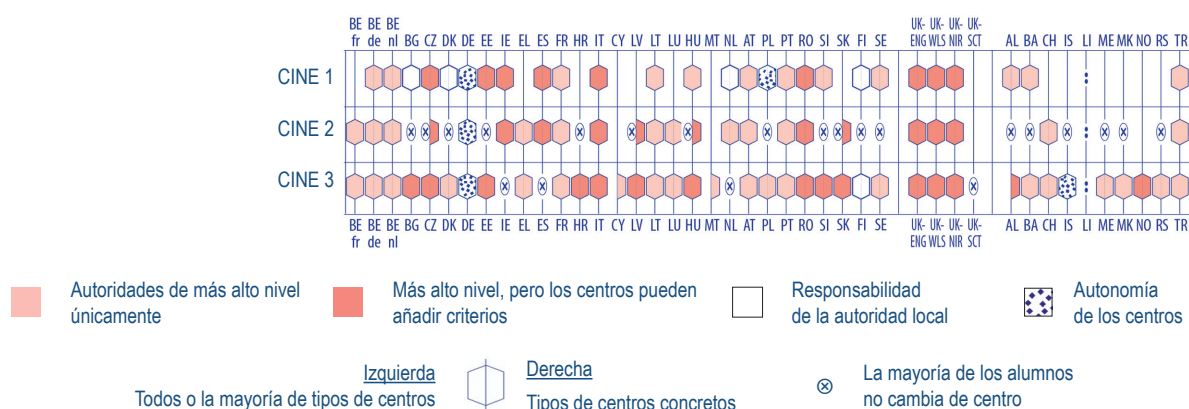 BE BE BE UK- UK- UK- UK-
fr de nl BG CZ DK DE EE IE EL ES FR HR IT CY LV LT LU HU MT NL AT PL PT RO SI SK FI SE ENG WLS NIR SCT AL BA CH IS LI ME MK NO RS TR
CINE 1
CINE 2
CINE 3
BE BE BE BG CZ DK DE EE IE EL ES FR HR IT CY LV LT LU HU MT NL AT PL PT RO SI SK FI SE UK- UK- UK- UK- AL BA CH IS LI ME MK NO RS TR
fr de nl ENG WLS NIR SCT
Autoridades de más alto nivel
únicamente
Más alto nivel, pero los centros pueden
añadir criterios
Responsabilidad
de la autoridad local
Autonomía
de los centros
Izquierda
Todos o la mayoría de tipos de centros
Derecha
Tipos de centros concretos
La mayoría de los alumnos
no cambia de centro